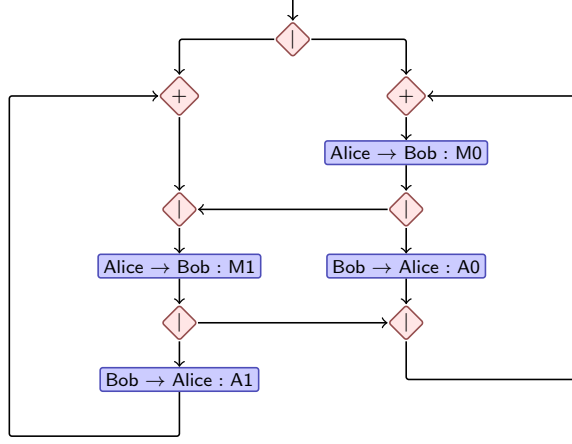 |
+
+
Alice → Bob : M0
|
|
Alice → Bob : M1
Bob → Alice : A0
|
|
Bob → Alice : A1